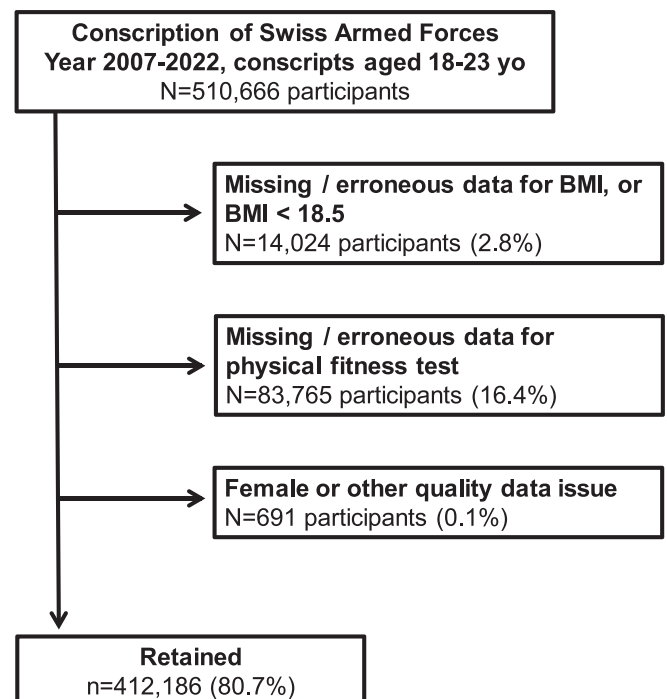 Conscription of Swiss Armed Forces
Year 2007-2022, conscripts aged 18-23 yo
N=510,666 participants
Missing / erroneous data for BMI, or
BMI < 18.5
N=14,024 participants (2.8%)
Missing / erroneous data for
physical fitness test
N=83,765 participants (16.4%)
Female or other quality data issue
N=691 participants (0.1%)
Retained
n=412,186 (80.7%)